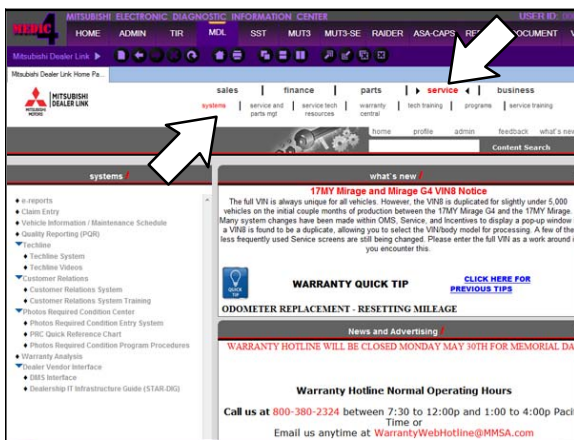 MITSUBISHI ELECTRONIC DIAGNOSTIC INFORMATION CENTER
USER ID:
MEDIC
4
HOME ADMIN TIR MDL SST MUT3 MUT3-SE RAIDER ASA-CAPS
Mitsubishi Dealer Link
Mitsubishi Dealer Link Home Pa...
MITSUBISHI
DEALER LINK
MITSUBISHI
MOTORS
sales | finance | parts | service | business
systems | service and parts mgt | service tech resources | warranty central | tech training | programs | service training
home profile admin feedback what's new
Content Search
systems /
♦ e-reports
♦ Claim Entry
♦ Vehicle Information / Maintenance Schedule
♦ Quality Reporting (PQR)
Techline
♦ Techline System
♦ Techline Videos
Customer Relations
♦ Customer Relations System
♦ Customer Relations System Training
Photos Required Condition Center
♦ Photos Required Condition Entry System
♦ PRC Quick Reference Chart
♦ Photos Required Condition Program Procedures
♦ Warranty Analysis
Dealer Vendor Interface
♦ DMS Interface
♦ Dealership IT Infrastructure Guide (STAR-DIG)
what's new /
17MY Mirage and Mirage G4 VIN8 Notice
The full VIN is always unique for all vehicles. However, the VIN8 is duplicated for slightly under 5,000
vehicles on the initial couple months of production between the 17MY Mirage G4 and the 17MY Mirage.
Many system changes have been made within OMS, Service, and Incentives to display a pop-up window
a VIN8 is found to be a duplicate, allowing you to select the VIN/body model for processing. A few of the
less frequently used Service screens are still being changed. Please enter the full VIN as a work around
you encounter this.
QUICK
TIP
WARRANTY QUICK TIP
CLICK HERE FOR
PREVIOUS TIPS
ODOMETER REPLACEMENT - RESETTING MILEAGE
News and Advertising /
WARRANTY HOTLINE WILL BE CLOSED MONDAY MAY 30TH FOR MEMORIAL DA
Warranty Hotline Normal Operating Hours
Call us at 800-380-2324 between 7:30 to 12:00p and 1:00 to 4:00p Paci
Time or
Email us anytime at WarrantyWebHotline@MMSA.com